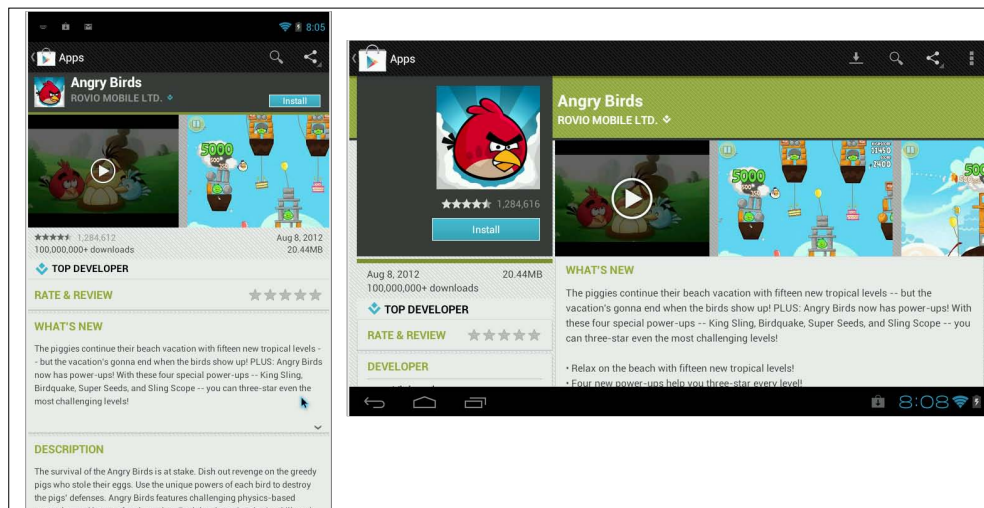 8:05
Apps
Angry Birds
ROVIO MOBILE LTD.
Install
5000
1,284,612
Aug 8, 2012
100,000,000+ downloads
20.44MB
TOP DEVELOPER
RATE & REVIEW
WHAT'S NEW
The piggies continue their beach vacation with fifteen new tropical levels -
- but the vacation's gonna end when the birds show up! PLUS: Angry Birds
now has power-ups! With these four special power-ups -- King Sling,
Birdquake, Super Seeds, and Sling Scope -- you can three-star even the
most challenging levels!
DESCRIPTION
The survival of the Angry Birds is at stake. Dish out revenge on the greedy
pigs who stole their eggs. Use the unique powers of each bird to destroy
the pigs' defenses. Angry Birds features challenging physics-based
Apps
Angry Birds
ROVIO MOBILE LTD.
1,284,616
Install
5000
Aug 8, 2012
20.44MB
100,000,000+ downloads
TOP DEVELOPER
RATE & REVIEW
DEVELOPER
WHAT'S NEW
The piggies continue their beach vacation with fifteen new tropical levels -- but the
vacation's gonna end when the birds show up! PLUS: Angry Birds now has power-ups! With
these four special power-ups -- King Sling, Birdquake, Super Seeds, and Sling Scope -- you
can three-star even the most challenging levels!
• Relax on the beach with fifteen new tropical levels!
• Four new power-ups help you three-star every level!
8:08